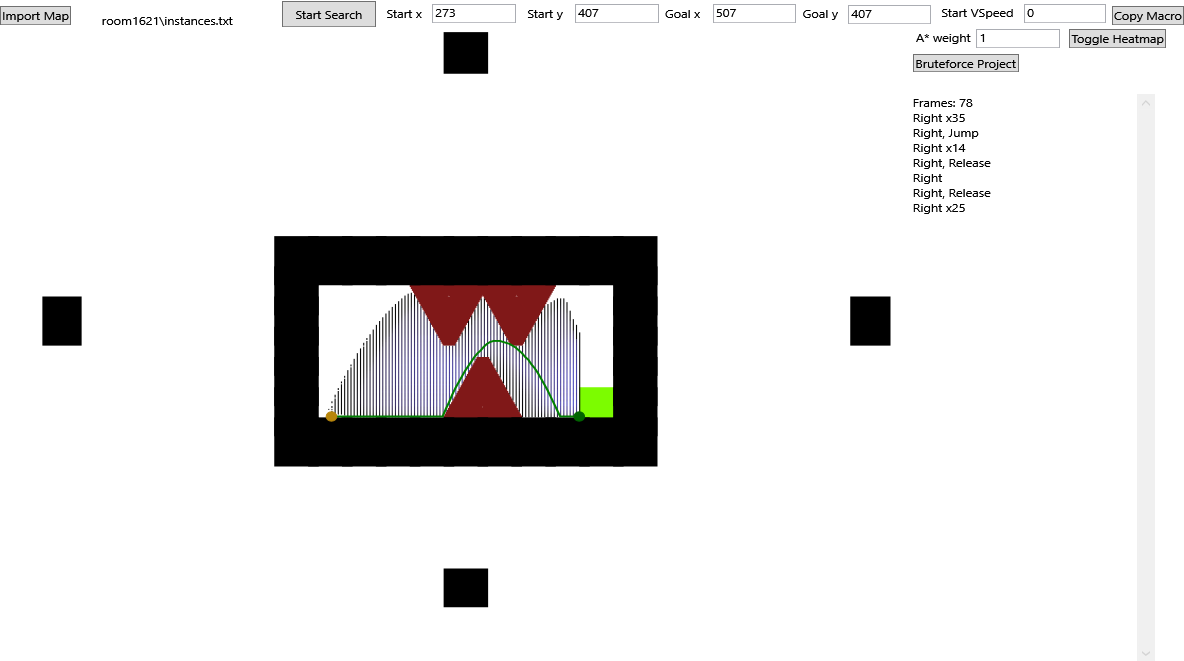 Import Map
room1621\instances.txt
Start Search
Start x 273
Start y 407
Goal x 507
Goal y 407
Start VSpeed 0
Copy Macro
A* weight 1
Toggle Heatmap
Bruteforce Project
Frames: 78
Right x35
Right, Jump
Right x14
Right, Release
Right
Right, Release
Right x25